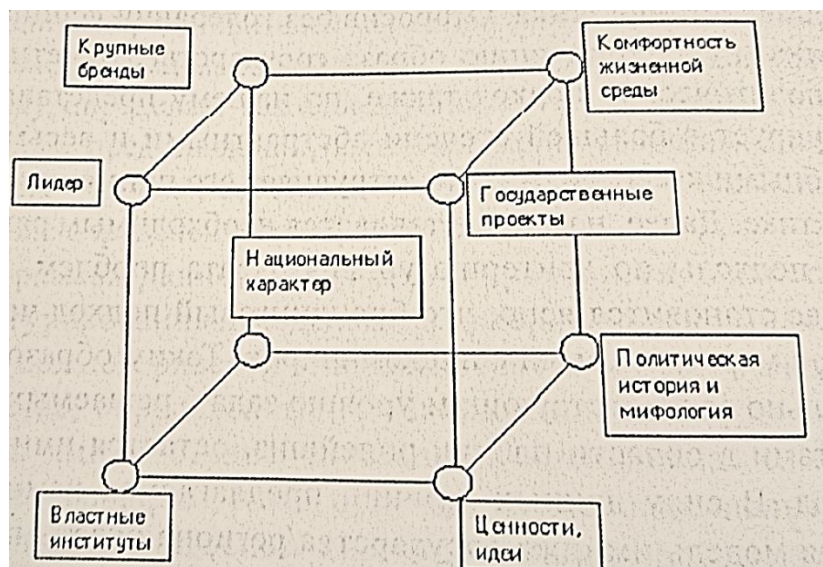 Крупные
бренды
Комфортность
жизненной
среды
Лидер
Государственные
проекты
Национальный
характер
Политическая
история и
мифология
Властные
институты
Ценности,
идеи